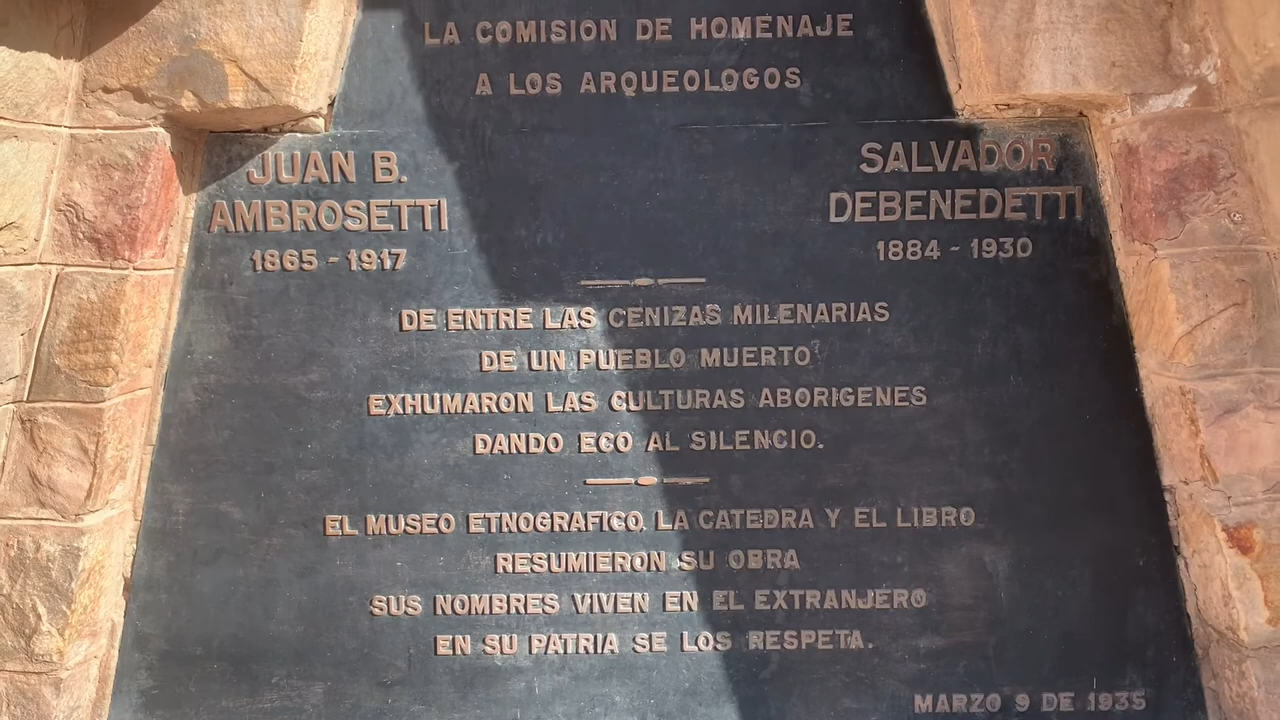 LA COMISION DE HOMENAJE
A LOS ARQUEOLOGOS
JUAN B.
AMBROSETTI
1865 - 1917
SALVADOR
DEBENEDETTI
1884 - 1930
DE ENTRE LAS CENIZAS MILENARIAS
DE UN PUEBLO MUERTO
EXHUMARON LAS CULTURAS ABORIGENES
DANDO ECO AL SILENCIO.
EL MUSEO ETNOGRAFICO, LA CATEDRA Y EL LIBRO
RESUMIERON SU OBRA
SUS NOMBRES VIVEN EN EL EXTRANJERO
EN SU PATRIA SE LOS RESPETA.
MARZO 9 DE 1935